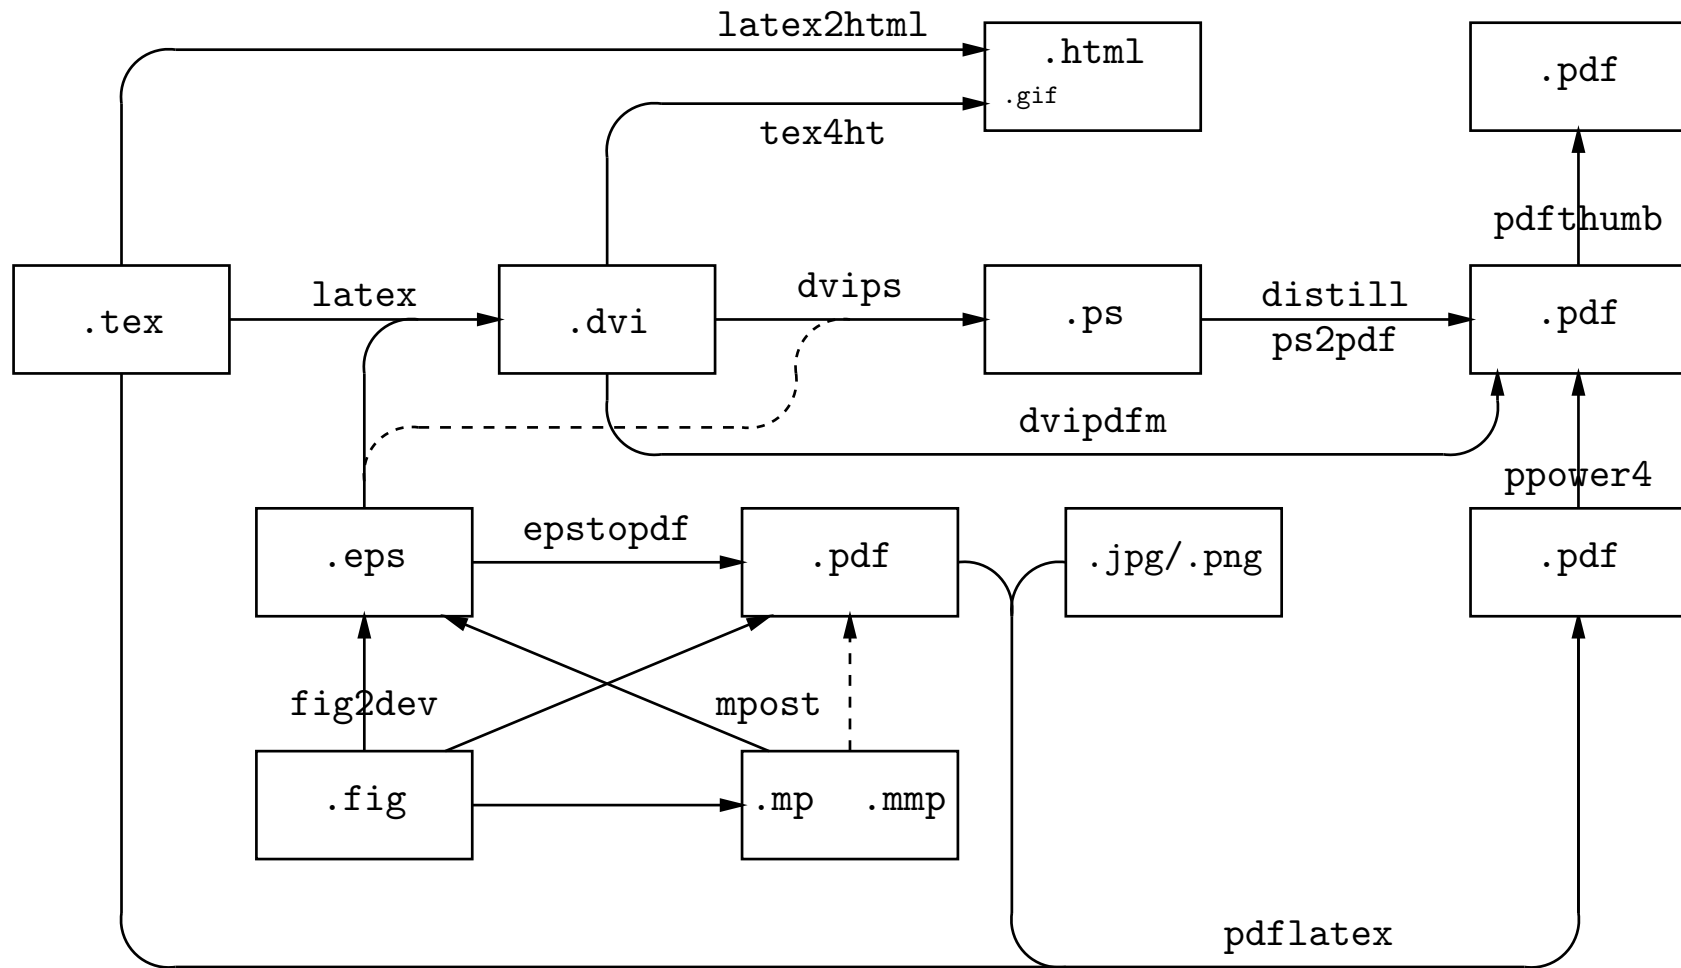 latex2html
.html
.pdf
.gif
tex4ht
pdfthumb
latex
dvips
distill
.tex
.dvi
.ps
.pdf
ps2pdf
dvipdfm
ppower4
epstopdf
.eps
.pdf
.jpg/.png
.pdf
fig2dev
mpost
.fig
.mp .mmp
pdflatex